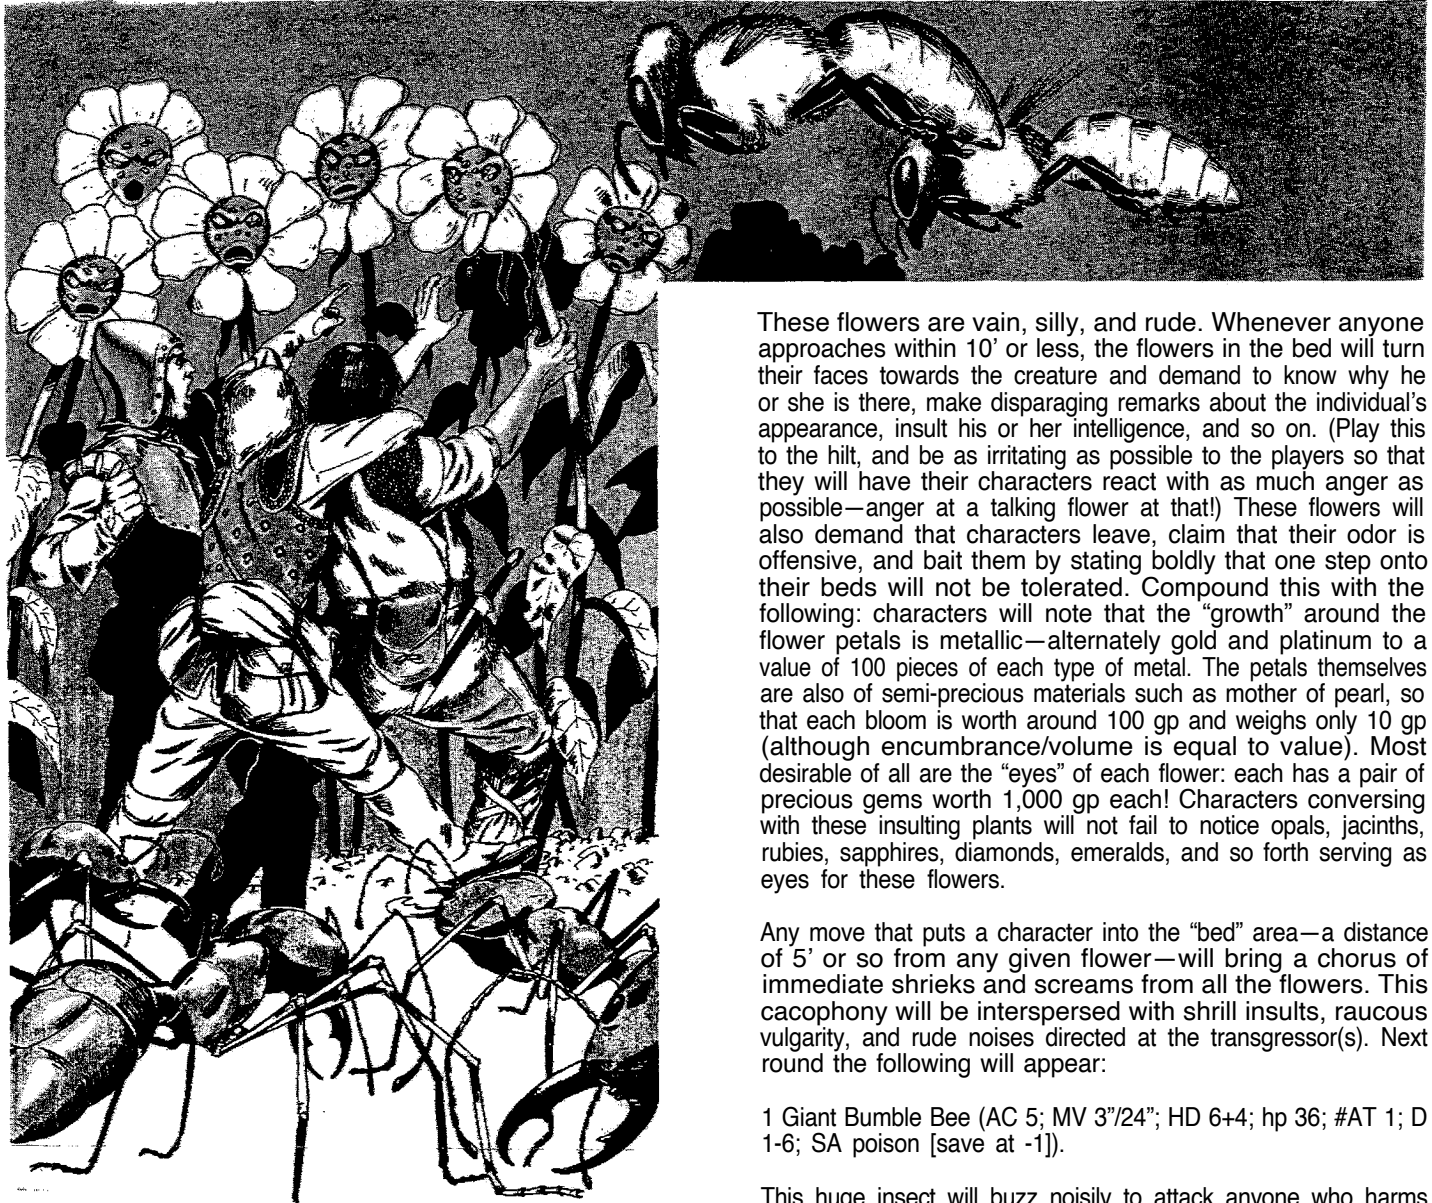 These flowers are vain, silly, and rude. Whenever anyone
approaches within 10’ or less, the flowers in the bed will turn
their faces towards the creature and demand to know why he
or she is there, make disparaging remarks about the individual’s
appearance, insult his or her intelligence, and so on. (Play this
to the hilt, and be as irritating as possible to the players so that
they will have their characters react with as much anger as
possible—anger at a talking flower at that!) These flowers will
also demand that characters leave, claim that their odor is
offensive, and bait them by stating boldly that one step onto
their beds will not be tolerated. Compound this with the
following: characters will note that the “growth” around the
flower petals is metallic—alternately gold and platinum to a
value of 100 pieces of each type of metal. The petals themselves
are also of semi-precious materials such as mother of pearl, so
that each bloom is worth around 100 gp and weighs only 10 gp
(although encumbrance/volume is equal to value). Most
desirable of all are the “eyes” of each flower: each has a pair of
precious gems worth 1,000 gp each! Characters conversing
with these insulting plants will not fail to notice opals, jacinths,
rubies, sapphires, diamonds, emeralds, and so forth serving as
eyes for these flowers.
Any move that puts a character into the “bed” area—a distance
of 5’ or so from any given flower—will bring a chorus of
immediate shrieks and screams from all the flowers. This
cacophony will be interspersed with shrill insults, raucous
vulgarity, and rude noises directed at the transgressor(s). Next
round the following will appear:
1 Giant Bumble Bee (AC 5; MV 3”/24”; HD 6+4; hp 36; #AT 1; D
1-6; SA poison [save at -1]).
This huge insect will buzz noisily to attack anyone who harms